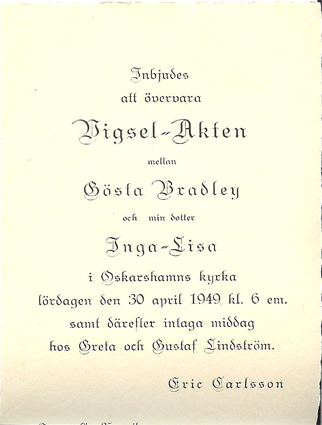 Inbjudes
att övervara
Vigsel-Akten
mellan
Gösta Bradley
och min dotter
Inga-Lisa
i Oskarshamns kyrka
lördagen den 30 april 1949 kl. 6 em.
samt därefter intaga middag
hos Greta och Gustaf Lindström.
Eric Carlsson